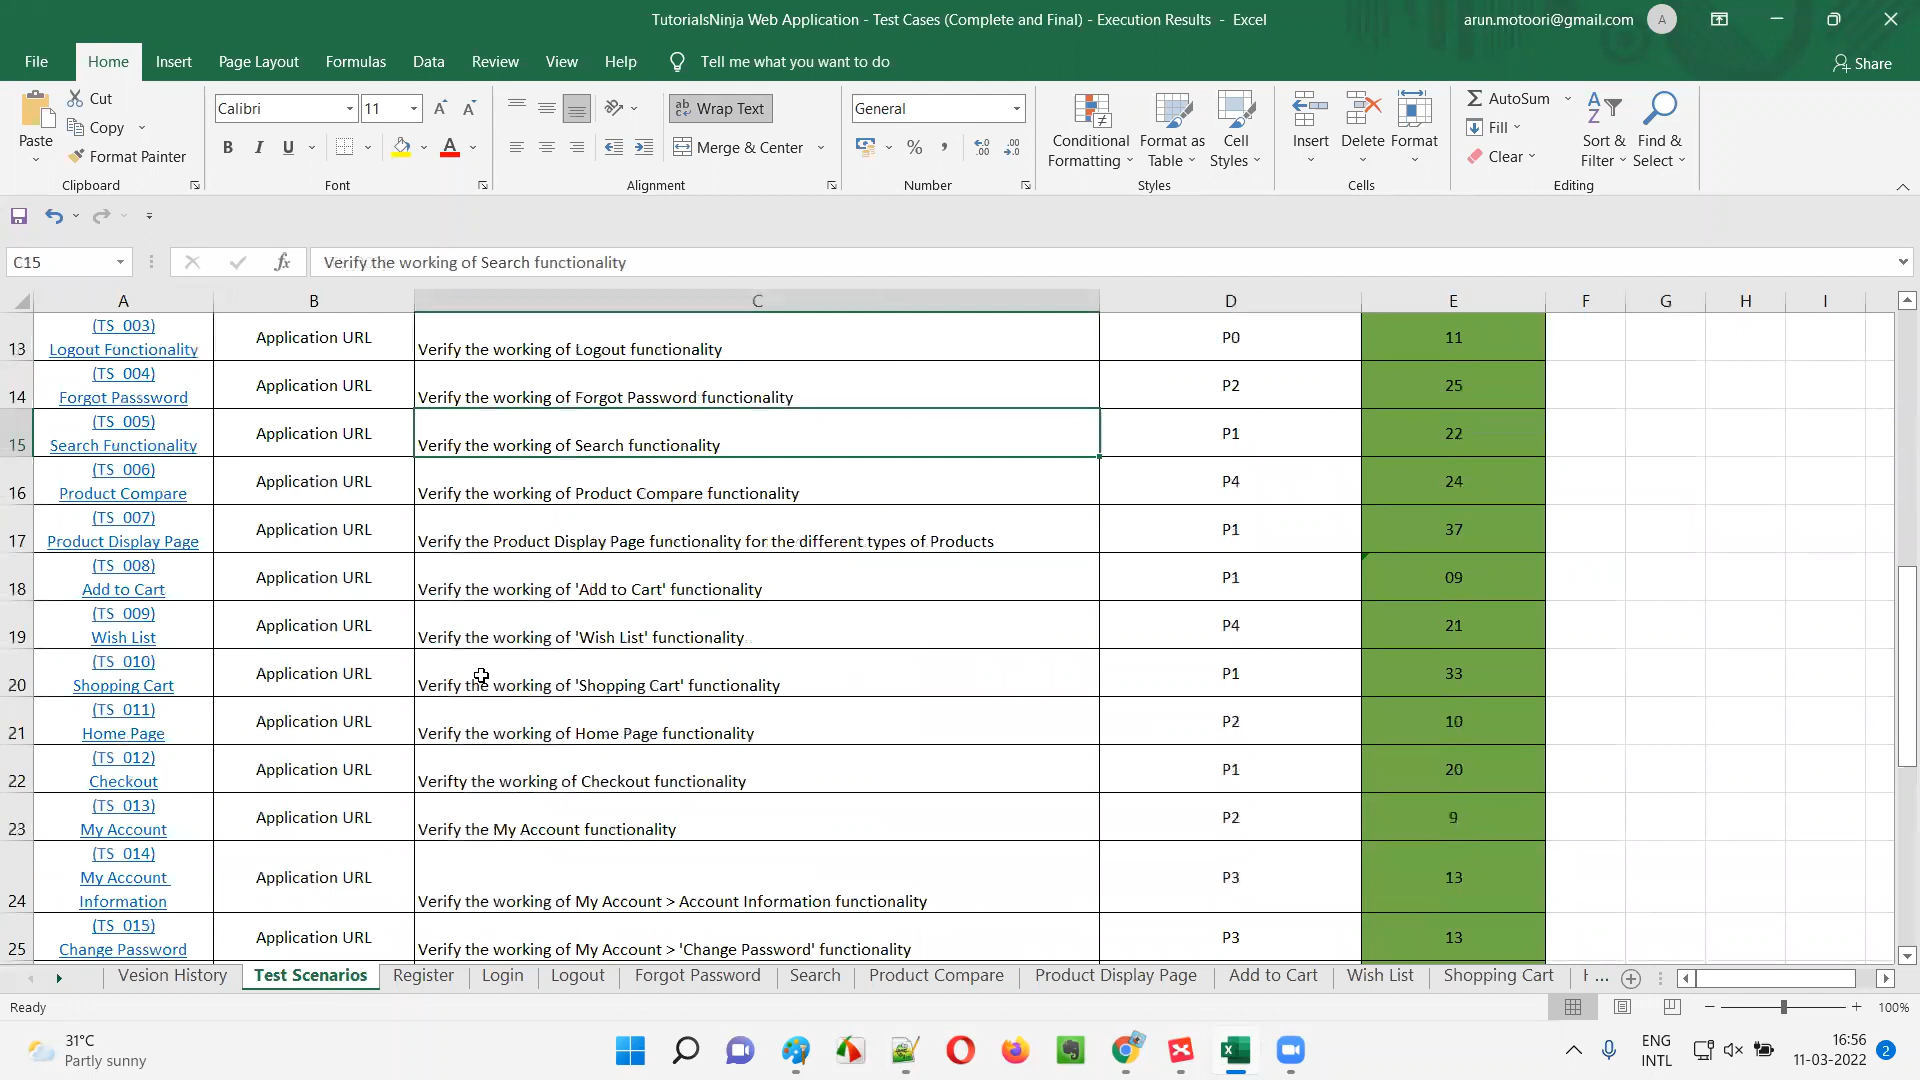 TutorialsNinja Web Application - Test Cases (Complete and Final) - Execution Results - Excel
arun.motoori@gmail.com A
File Home Insert Page Layout Formulas Data Review View Help Tell me what you want to do Share
Paste Cut Copy Format Painter Clipboard
Calibri 11 B I U A A A Font
ab Wrap Text Merge & Center Alignment
General % , .00 Number
Conditional Formatting Format as Table Cell Styles Styles
Insert Delete Format Cells
AutoSum Fill Clear Sort & Filter Find & Select Editing
C15 fx Verify the working of Search functionality
A B C D E F G H I
13 (TS_003) Logout Functionality Application URL Verify the working of Logout functionality P0 11
14 (TS_004) Forgot Passsword Application URL Verify the working of Forgot Password functionality P2 25
15 (TS_005) Search Functionality Application URL Verify the working of Search functionality P1 22
16 (TS_006) Product Compare Application URL Verify the working of Product Compare functionality P4 24
17 (TS_007) Product Display Page Application URL Verify the Product Display Page functionality for the different types of Products P1 37
18 (TS_008) Add to Cart Application URL Verify the working of 'Add to Cart' functionality P1 09
19 (TS_009) Wish List Application URL Verify the working of 'Wish List' functionality P4 21
20 (TS_010) Shopping Cart Application URL Verify the working of 'Shopping Cart' functionality P1 33
21 (TS_011) Home Page Application URL Verify the working of Home Page functionality P2 10
22 (TS_012) Checkout Application URL Verifty the working of Checkout functionality P1 20
23 (TS_013) My Account Application URL Verify the My Account functionality P2 9
24 (TS_014) My Account Information Application URL Verify the working of My Account > Account Information functionality P3 13
25 (TS_015) Change Password Application URL Verify the working of My Account > 'Change Password' functionality P3 13
Vesion History Test Scenarios Register Login Logout Forgot Password Search Product Compare Product Display Page Add to Cart Wish List Shopping Cart ...
Ready 100%
31°C
Partly sunny
ENG
INTL
16:56
11-03-2022 2